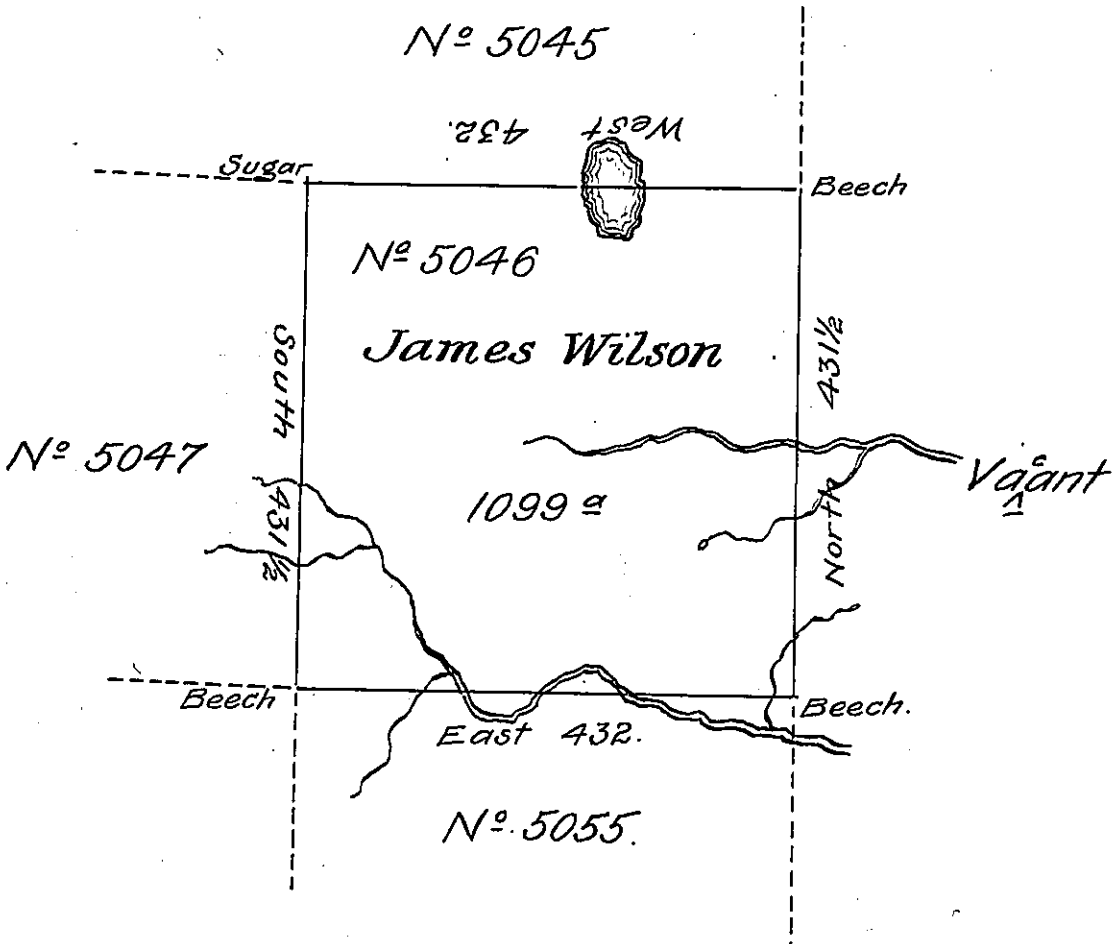 Nº 5045
West 432.
Sugar
Beech
Nº 5046
James Wilson
South 431½
North 431½
Nº 5047
Vacant
1099 a
Beech
Beech.
East 432.
Nº. 5055.